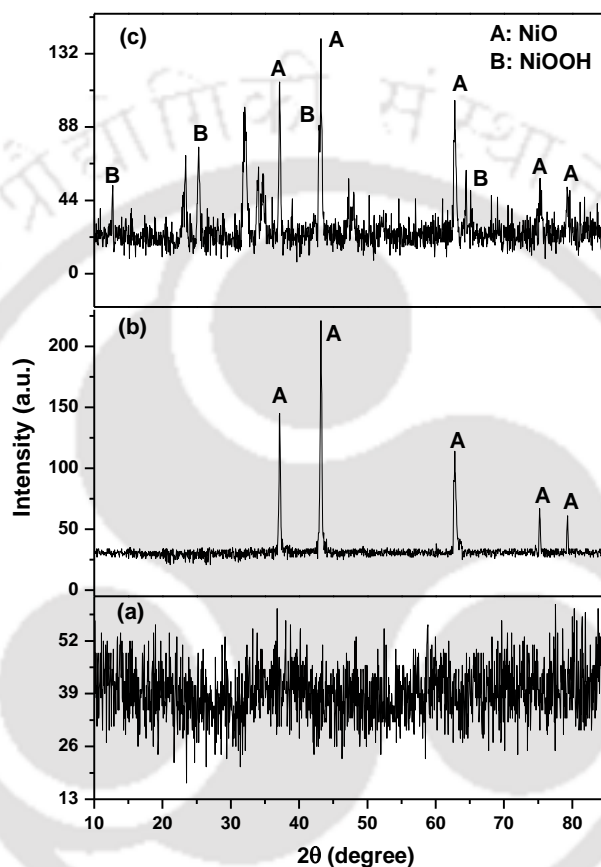 (c)
A: NiO
B: NiOOH
A
A
A
B
B
B
B
A
A
132
88
44
0
(b)
A
A
A
A
A
200
150
100
50
0
Intensity (a.u.)
(a)
52
39
26
13
10 20 30 40 50 60 70 80
2θ (degree)